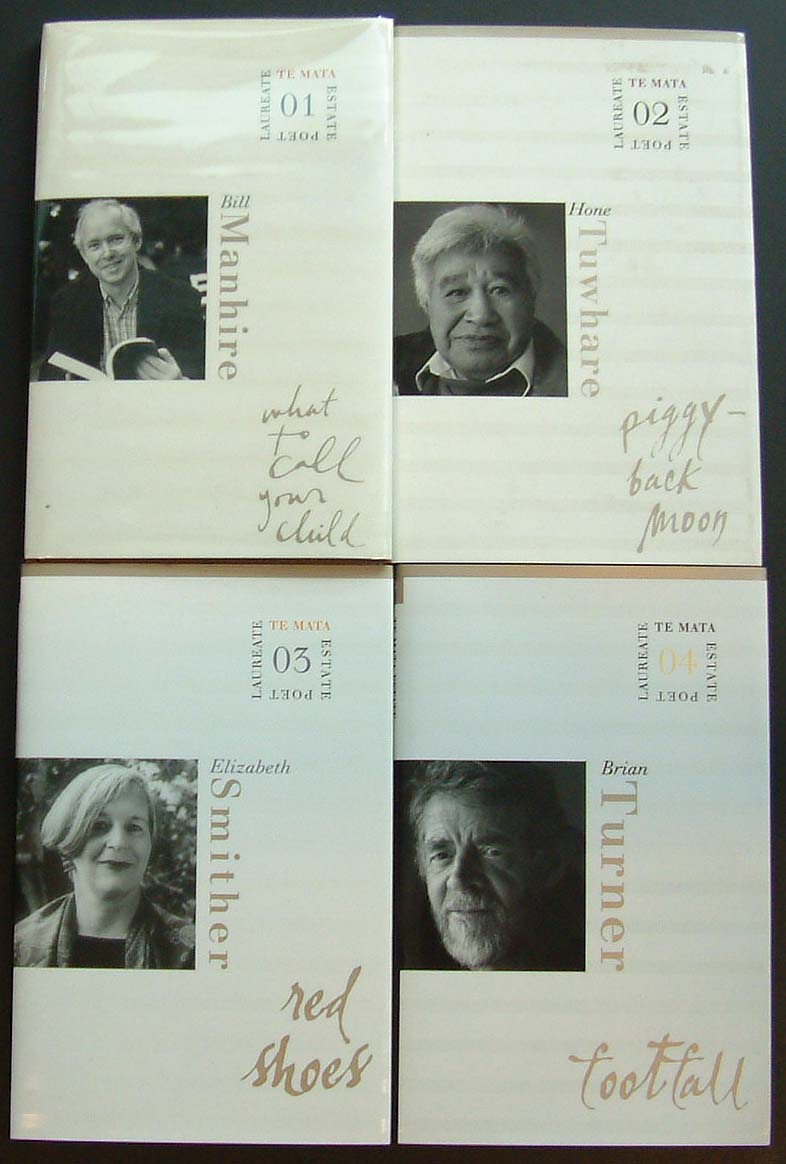 TE MATA
ESTATE
POET
LAUREATE
01
Bill
Manhire
what
to
call
your
child
TE MATA
ESTATE
POET
LAUREATE
02
Hone
Tuwhare
piggy-
back
moon
TE MATA
ESTATE
POET
LAUREATE
03
Elizabeth
Smither
red
shoes
TE MATA
ESTATE
POET
LAUREATE
04
Brian
Turner
footfall